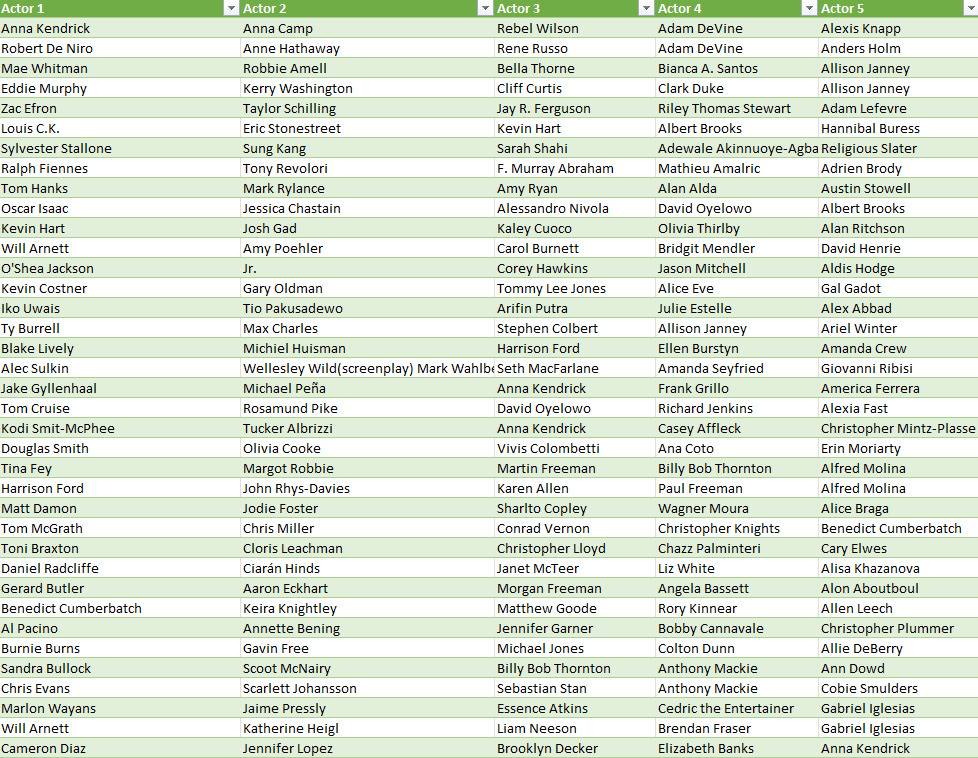 Actor 1 Actor 2 Actor 3 Actor 4 Actor 5
Anna Kendrick Anna Camp Rebel Wilson Adam DeVine Alexis Knapp
Robert De Niro Anne Hathaway Rene Russo Adam DeVine Anders Holm
Mae Whitman Robbie Amell Bella Thorne Bianca A. Santos Allison Janney
Eddie Murphy Kerry Washington Cliff Curtis Clark Duke Allison Janney
Zac Efron Taylor Schilling Jay R. Ferguson Riley Thomas Stewart Adam Lefevre
Louis C.K. Eric Stonestreet Kevin Hart Albert Brooks Hannibal Buress
Sylvester Stallone Sung Kang Sarah Shahi Adewale Akinnuoye-Agba Religious Slater
Ralph Fiennes Tony Revolori F. Murray Abraham Mathieu Amalric Adrien Brody
Tom Hanks Mark Rylance Amy Ryan Alan Alda Austin Stowell
Oscar Isaac Jessica Chastain Alessandro Nivola David Oyelowo Albert Brooks
Kevin Hart Josh Gad Kaley Cuoco Olivia Thirlby Alan Ritchson
Will Arnett Amy Poehler Carol Burnett Bridgit Mendler David Henrie
O'Shea Jackson Jr. Corey Hawkins Jason Mitchell Aldis Hodge
Kevin Costner Gary Oldman Tommy Lee Jones Alice Eve Gal Gadot
Iko Uwais Tio Pakusadewo Arifin Putra Julie Estelle Alex Abbad
Ty Burrell Max Charles Stephen Colbert Allison Janney Ariel Winter
Blake Lively Michiel Huisman Harrison Ford Ellen Burstyn Amanda Crew
Alec Sulkin Wellesley Wild(screenplay) Mark Wahlbe Seth MacFarlane Amanda Seyfried Giovanni Ribisi
Jake Gyllenhaal Michael Peña Anna Kendrick Frank Grillo America Ferrera
Tom Cruise Rosamund Pike David Oyelowo Richard Jenkins Alexia Fast
Kodi Smit-McPhee Tucker Albrizzi Anna Kendrick Casey Affleck Christopher Mintz-Plasse
Douglas Smith Olivia Cooke Vivis Colombetti Ana Coto Erin Moriarty
Tina Fey Margot Robbie Martin Freeman Billy Bob Thornton Alfred Molina
Harrison Ford John Rhys-Davies Karen Allen Paul Freeman Alfred Molina
Matt Damon Jodie Foster Sharlto Copley Wagner Moura Alice Braga
Tom McGrath Chris Miller Conrad Vernon Christopher Knights Benedict Cumberbatch
Toni Braxton Cloris Leachman Christopher Lloyd Chazz Palminteri Cary Elwes
Daniel Radcliffe Ciarán Hinds Janet McTeer Liz White Alisa Khazanova
Gerard Butler Aaron Eckhart Morgan Freeman Angela Bassett Alon Aboutboul
Benedict Cumberbatch Keira Knightley Matthew Goode Rory Kinnear Allen Leech
Al Pacino Annette Bening Jennifer Garner Bobby Cannavale Christopher Plummer
Burnie Burns Gavin Free Michael Jones Colton Dunn Allie DeBerry
Sandra Bullock Scoot McNairy Billy Bob Thornton Anthony Mackie Ann Dowd
Chris Evans Scarlett Johansson Sebastian Stan Anthony Mackie Cobie Smulders
Marlon Wayans Jaime Pressly Essence Atkins Cedric the Entertainer Gabriel Iglesias
Will Arnett Katherine Heigl Liam Neeson Brendan Fraser Gabriel Iglesias
Cameron Diaz Jennifer Lopez Brooklyn Decker Elizabeth Banks Anna Kendrick